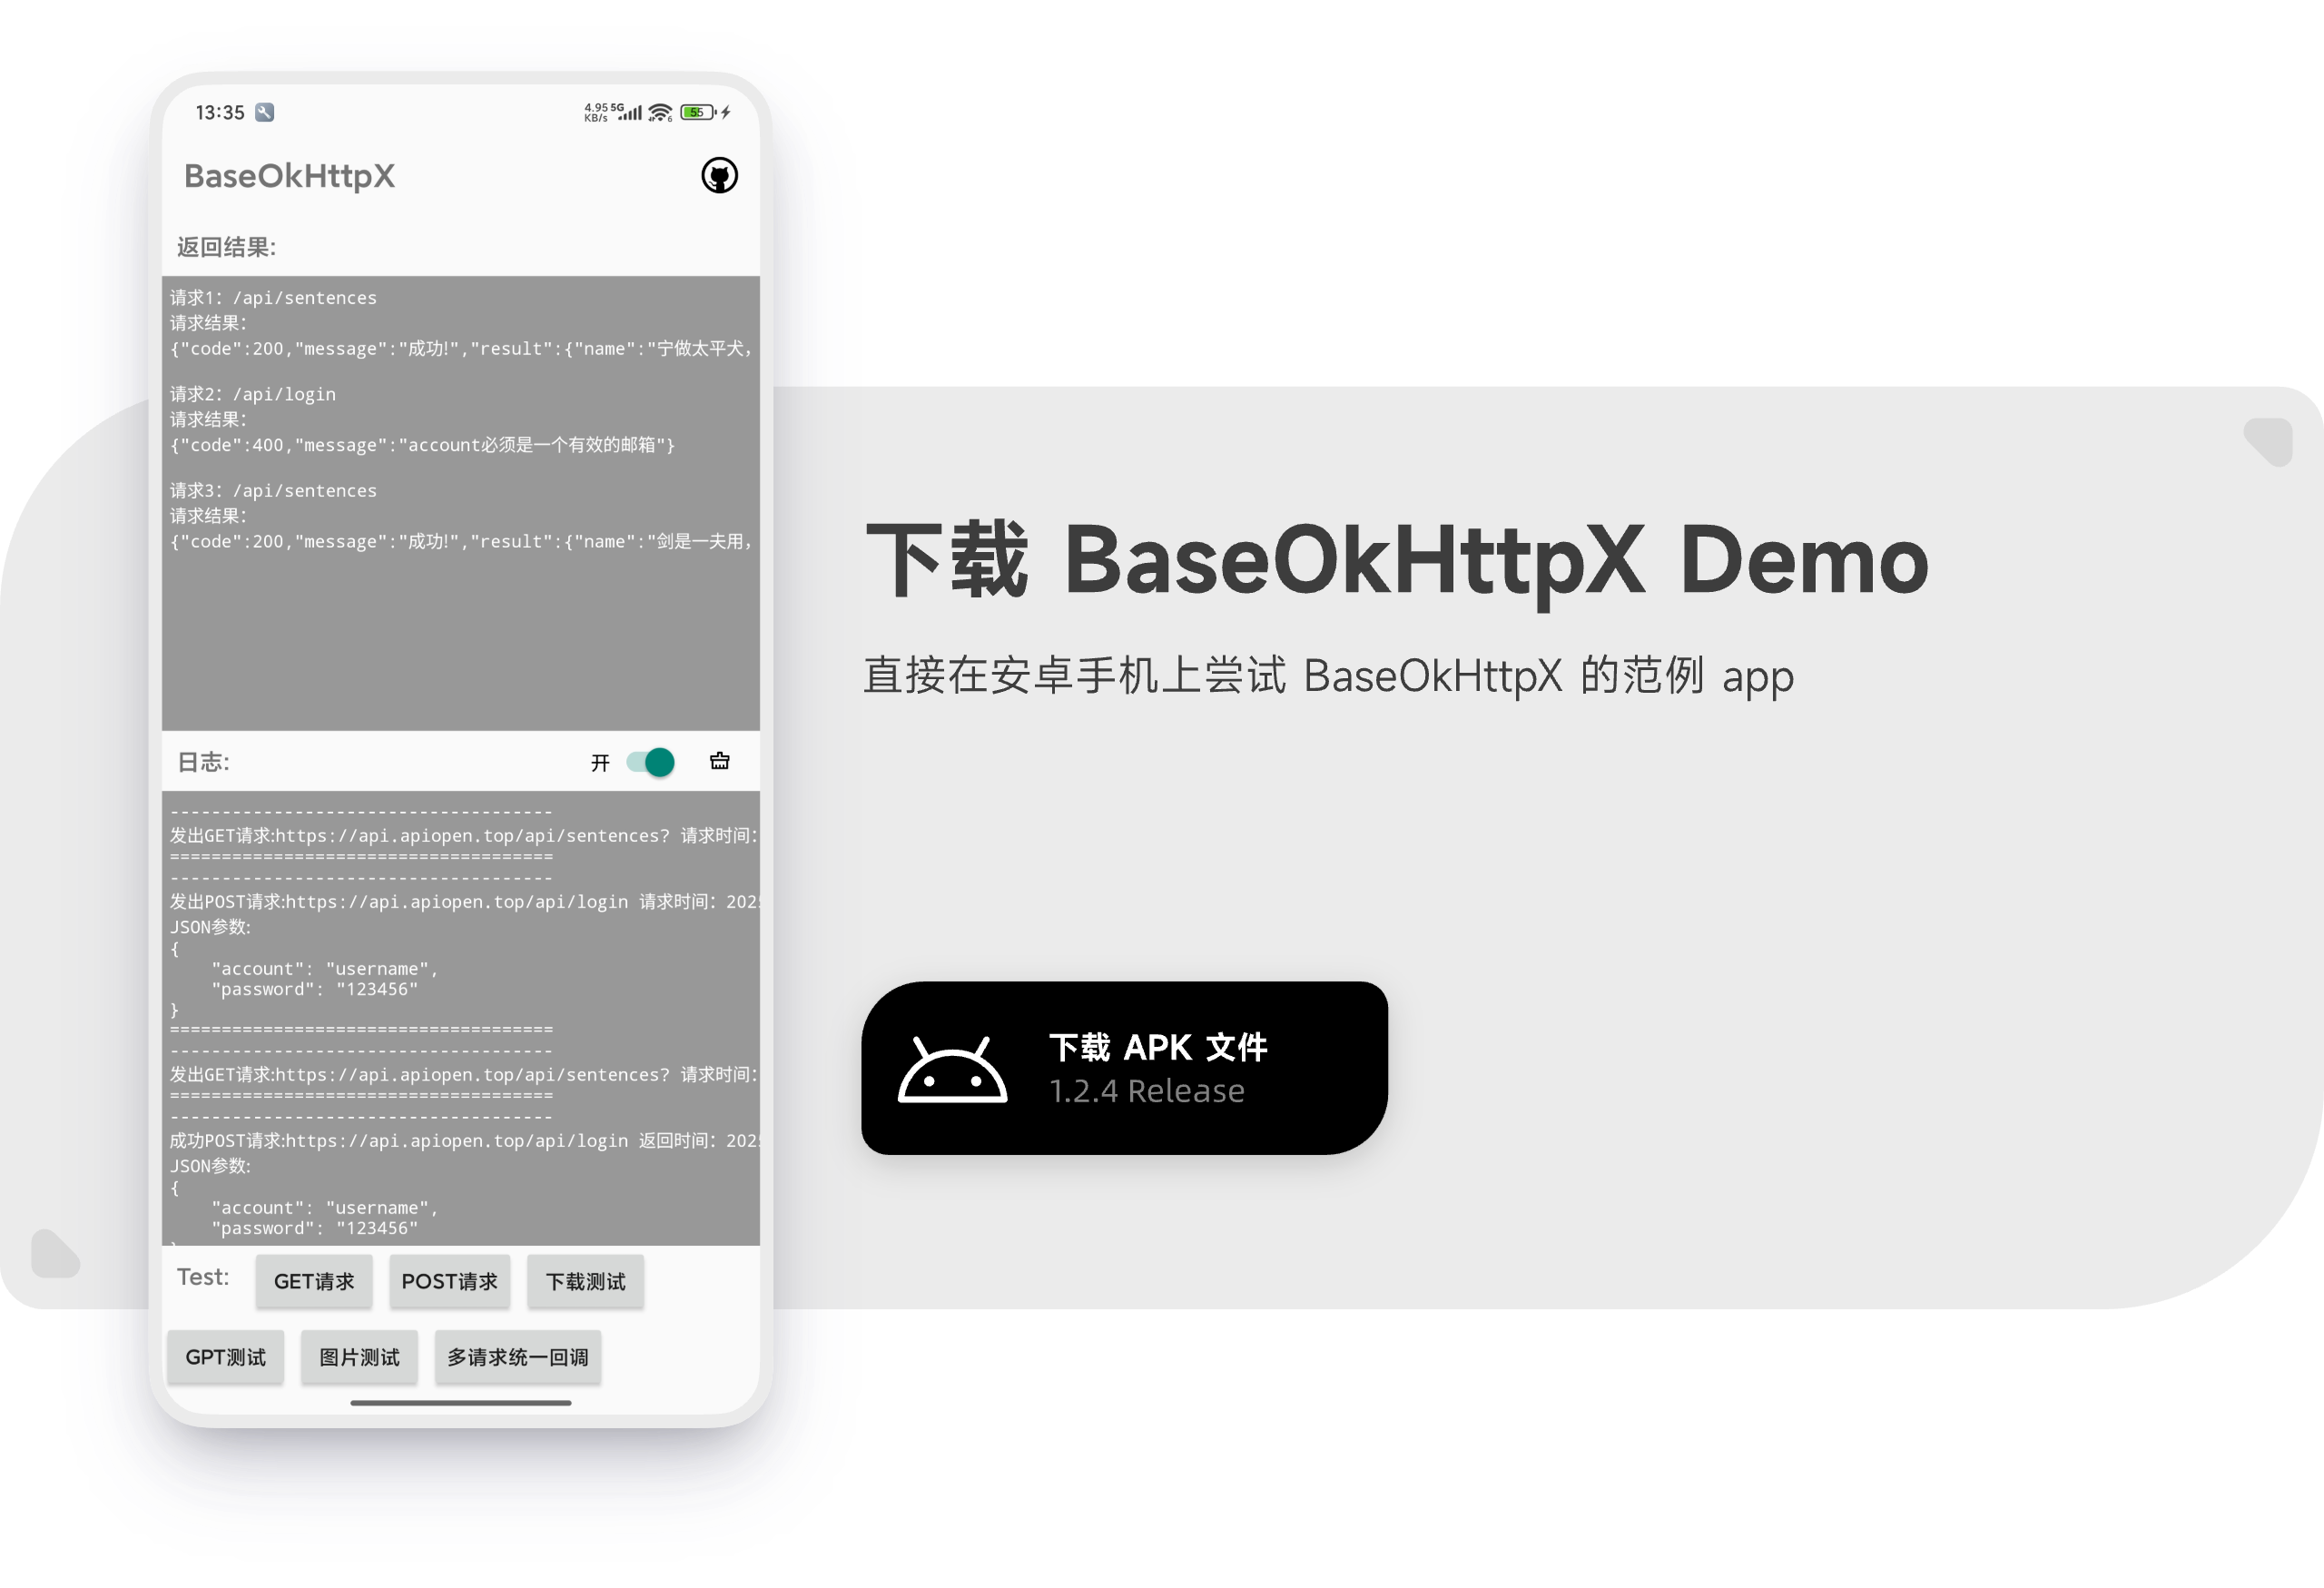 13:35
4.95 KB/s 5G 6 55
BaseOkHttpX
返回结果:
请求1: /api/sentences
请求结果:
{"code":200,"message":"成功!","result":{"name":"宁做太平犬,
请求2: /api/login
请求结果:
{"code":400,"message":"account必须是一个有效的邮箱"}
请求3: /api/sentences
请求结果:
{"code":200,"message":"成功!","result":{"name":"剑是一夫用,
日志:
开
-------------------------------------
发出GET请求:https://api.apiopen.top/api/sentences? 请求时间:
=====================================
-------------------------------------
发出POST请求:https://api.apiopen.top/api/login 请求时间: 2025
JSON参数:
{
    "account": "username",
    "password": "123456"
}
=====================================
-------------------------------------
发出GET请求:https://api.apiopen.top/api/sentences? 请求时间:
=====================================
-------------------------------------
成功POST请求:https://api.apiopen.top/api/login 返回时间: 2025
JSON参数:
{
    "account": "username",
    "password": "123456"
}
Test:
GET请求
POST请求
下载测试
GPT测试
图片测试
多请求统一回调
下载 BaseOkHttpX Demo
直接在安卓手机上尝试 BaseOkHttpX 的范例 app
下载 APK 文件
1.2.4 Release